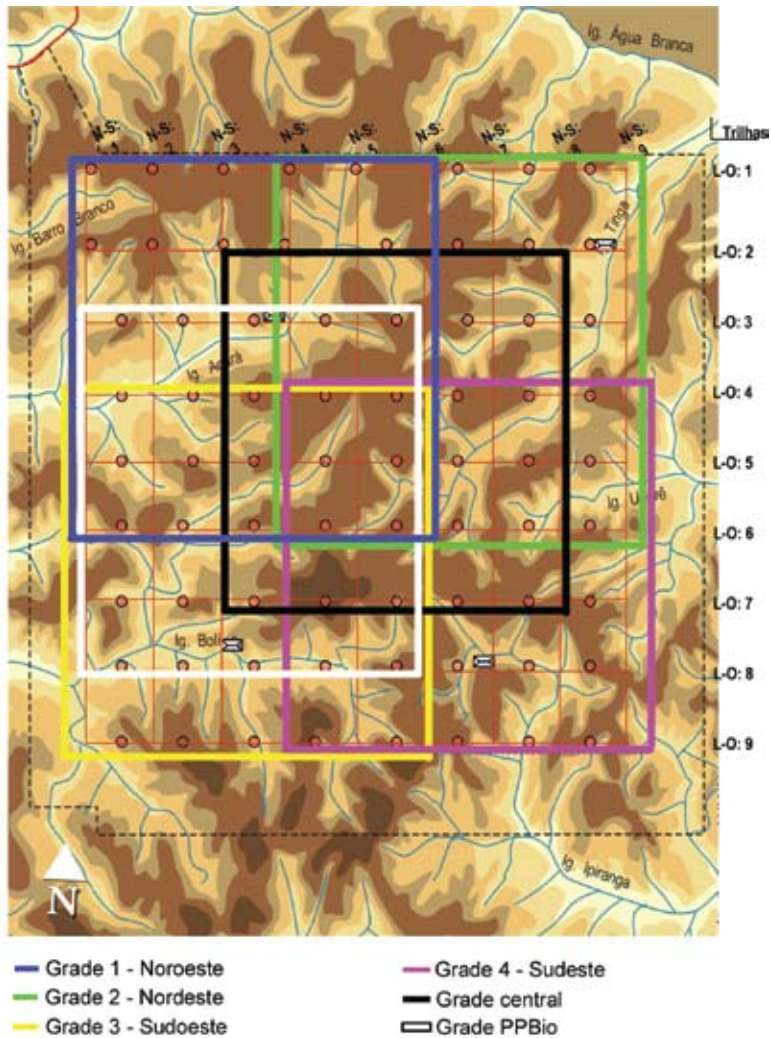 Ig. Água Branca
Trilhas
N-S: 1
N-S: 2
N-S: 3
N-S: 4
N-S: 5
N-S: 6
N-S: 7
N-S: 8
N-S: 9
L-O: 1
Ig. Barro Branco
Tinga
L-O: 2
L-O: 3
Ig. Acará
L-O: 4
L-O: 5
Ig.
L-O: 6
L-O: 7
Ig. Boli
L-O: 8
L-O: 9
Ig. Ipiranga
N
Grade 1 - Noroeste
Grade 2 - Nordeste
Grade 3 - Sudoeste
Grade 4 - Sudeste
Grade central
Grade PPBio